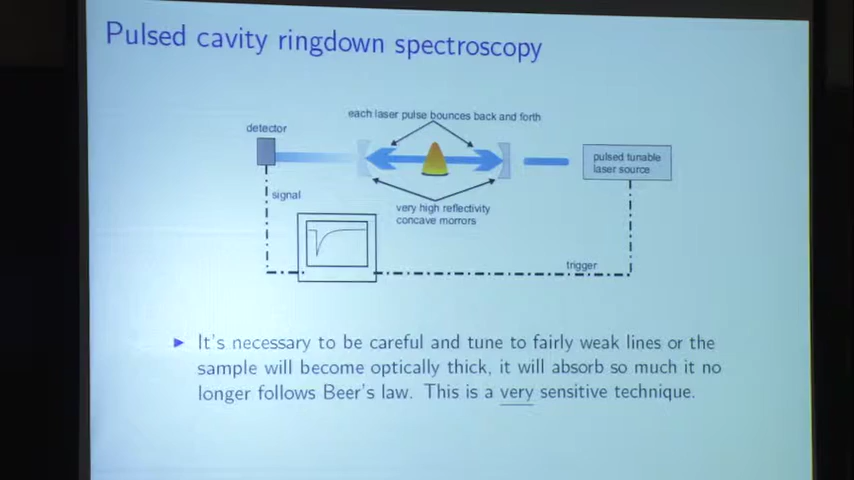 Pulsed cavity ringdown spectroscopy
each laser pulse bounces back and forth
detector
pulsed tunable
laser source
signal
very high reflectivity
concave morrors
trigger
It's necessary to be careful and tune to fairly weak lines or the
sample will become optically thick, it will absorb so much it no
longer follows Beer's law. This is a very sensitive technique.